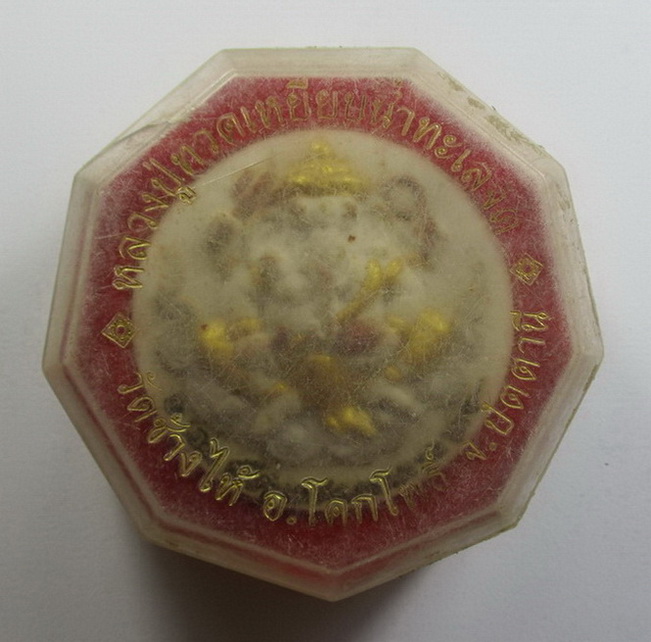 หลวงปู่ทวดเหยียบน้ำทะเลจืด
วัดช้างให้ อ.โคกโพธิ์ จ.ปัตตานี